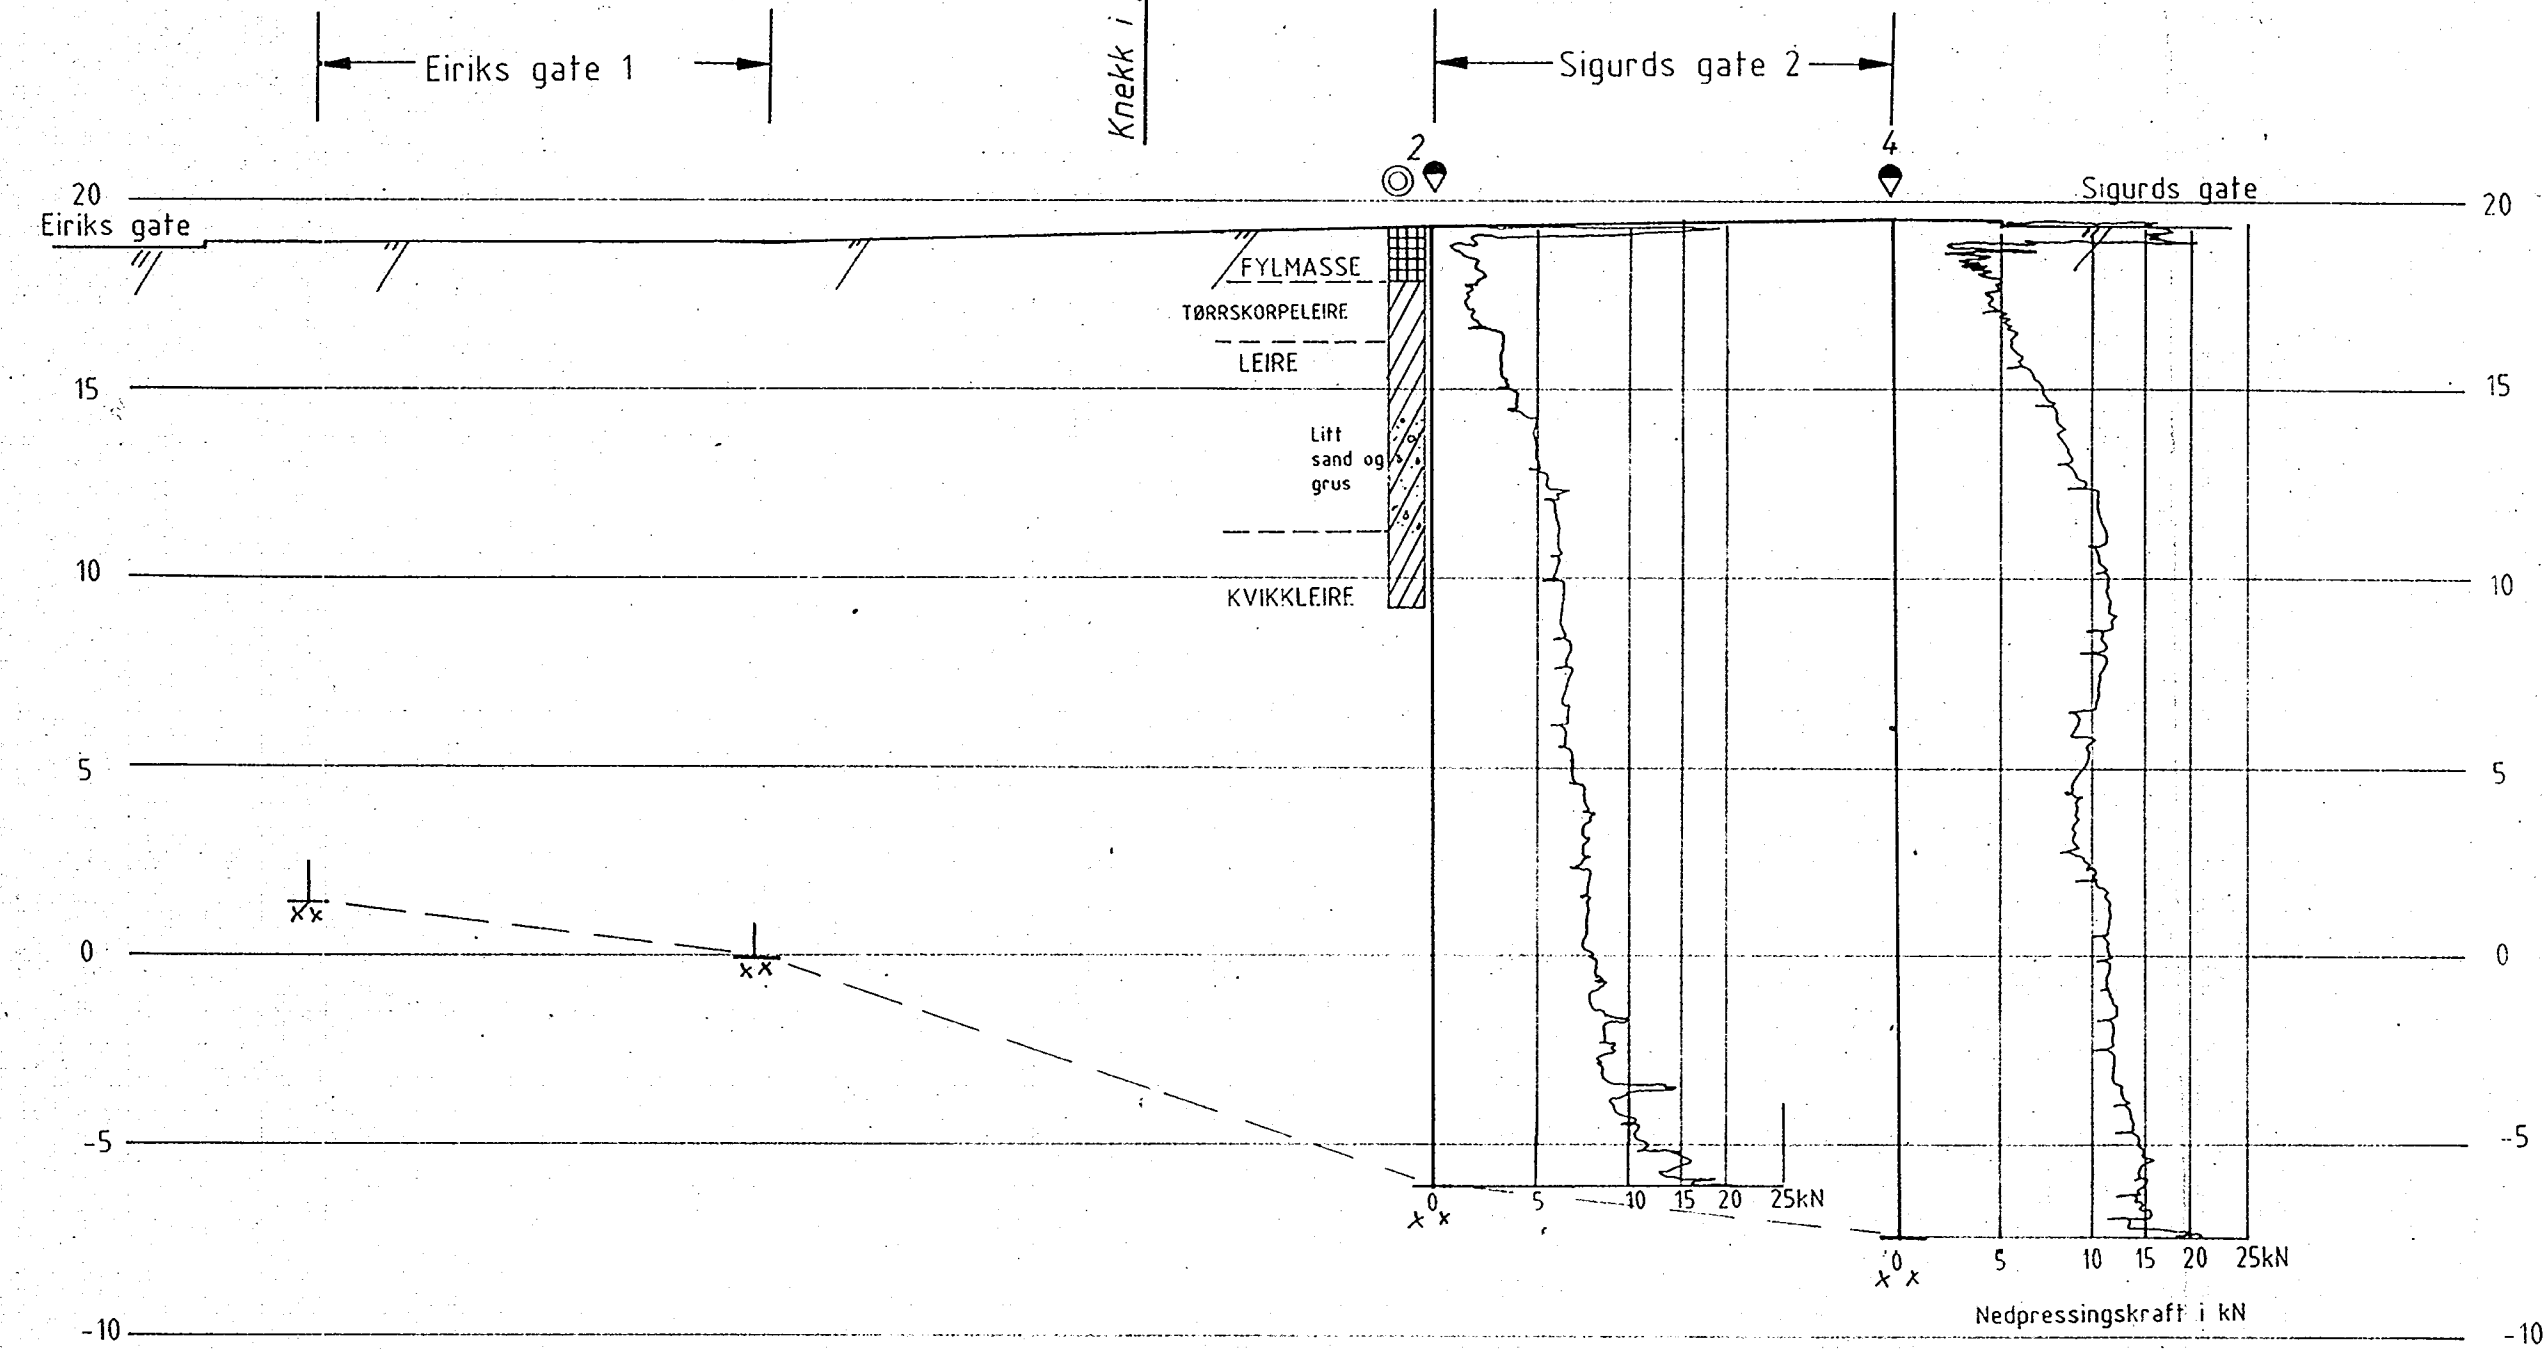 Eiriks gate 1
Knekk i
Sigurds gate 2
2
4
20
Eiriks gate
Sigurds gate
20
FYLMASSE
TØRRSKORPELEIRE
LEIRE
15
15
Litt
sand og
grus
10
10
KVIKKLEIRE
5
5
xx
0
0
xx
-5
-5
0 5 10 15 20 25kN
x x
0 5 10 15 20 25kN
x x
Nedpressingskraft i kN
-10
-10